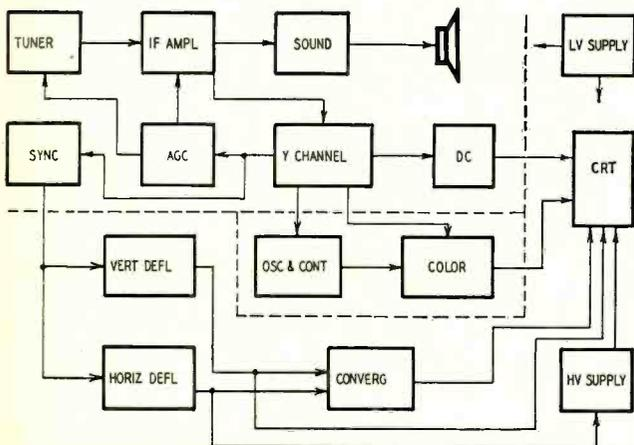 TUNER
IF AMPL
SOUND
LV SUPPLY
SYNC
AGC
Y CHANNEL
DC
CRT
OSC & CONT
COLOR
VERT DEFL
HORIZ DEFL
CONVERG
HV SUPPLY